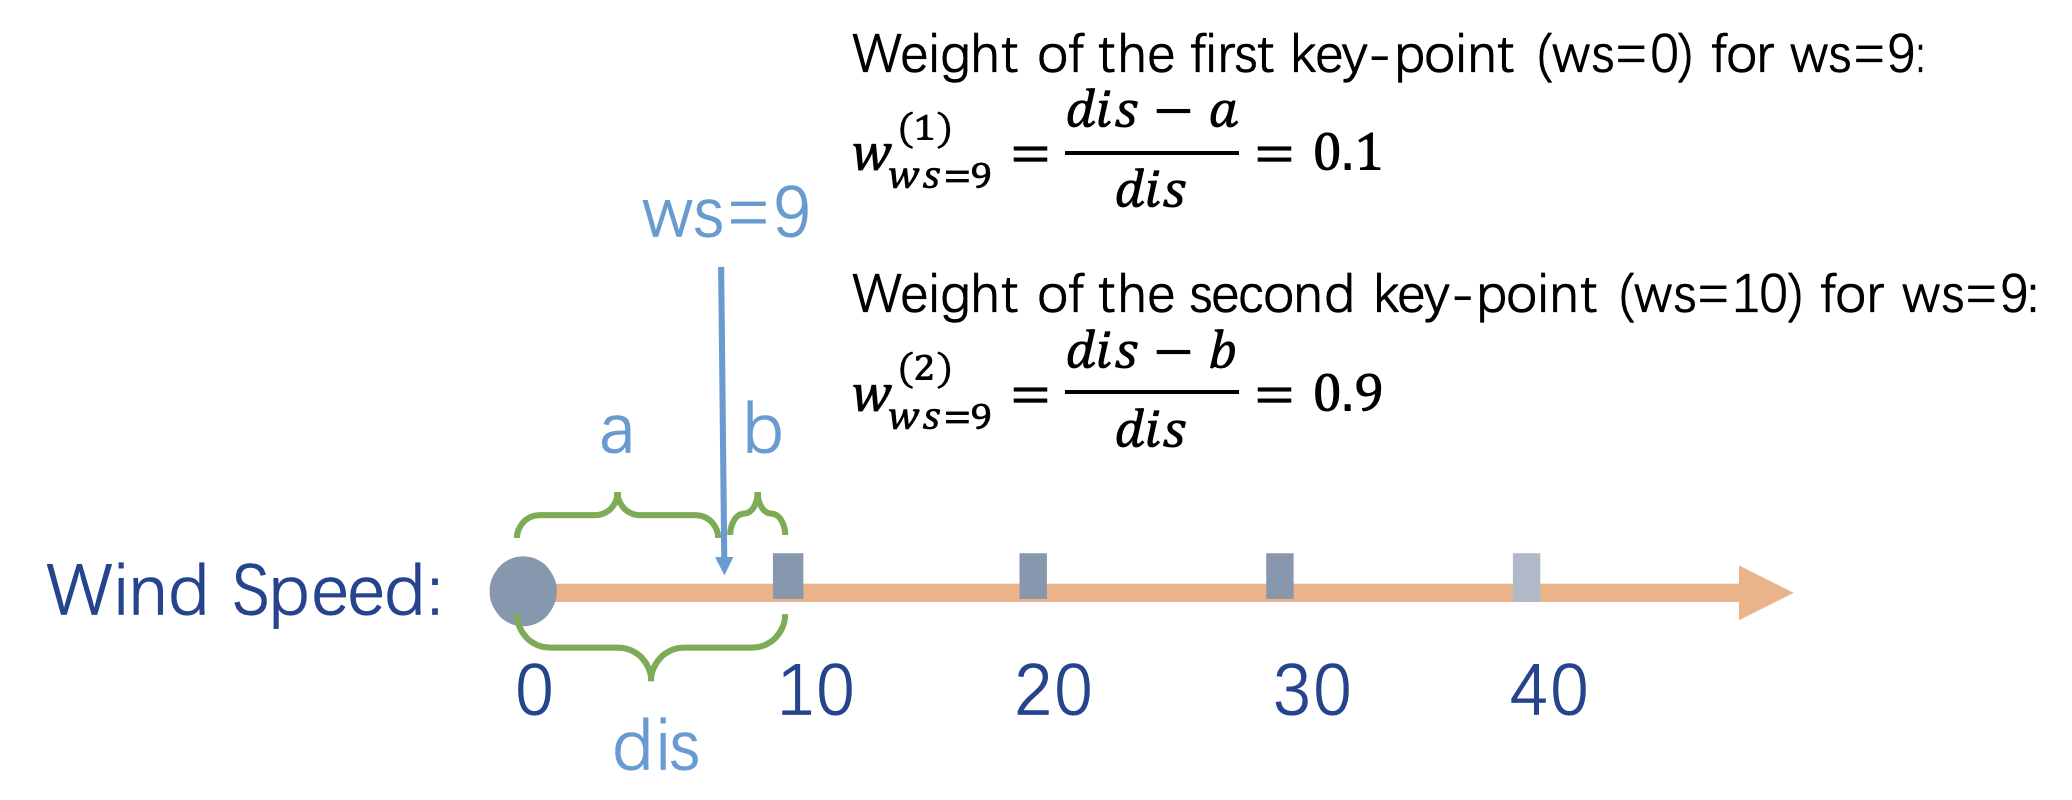 Weight of the first key-point (ws=0) for ws=9:
w_{ws=9}^{(1)} = \frac{dis - a}{dis} = 0.1
ws=9
Weight of the second key-point (ws=10) for ws=9:
w_{ws=9}^{(2)} = \frac{dis - b}{dis} = 0.9
a b
Wind Speed:
0 10 20 30 40
dis